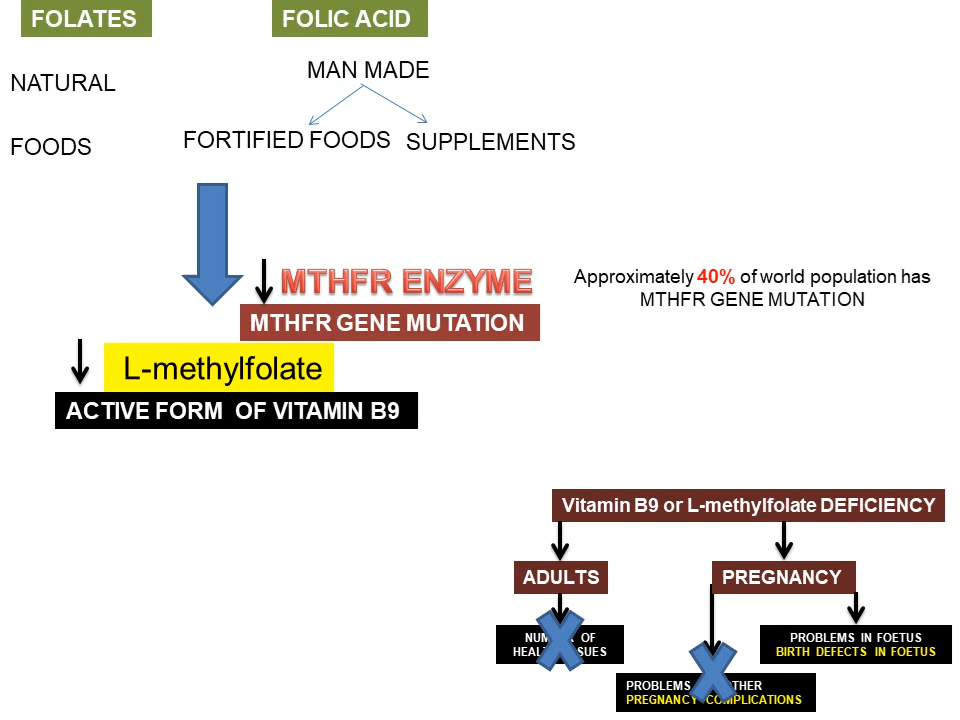 FOLATES
FOLIC ACID
NATURAL
FOODS
MAN MADE
FORTIFIED FOODS
SUPPLEMENTS
MTHFR ENZYME
MTHFR GENE MUTATION
Approximately 40% of world population has
MTHFR GENE MUTATION
L-methylfolate
ACTIVE FORM OF VITAMIN B9
Vitamin B9 or L-methylfolate DEFICIENCY
ADULTS
PREGNANCY
OF
PROBLEMS IN FOETUS
BIRTH DEFECTS IN FOETUS
PROBLEMS
PREGNANCY COMPLICATIONS